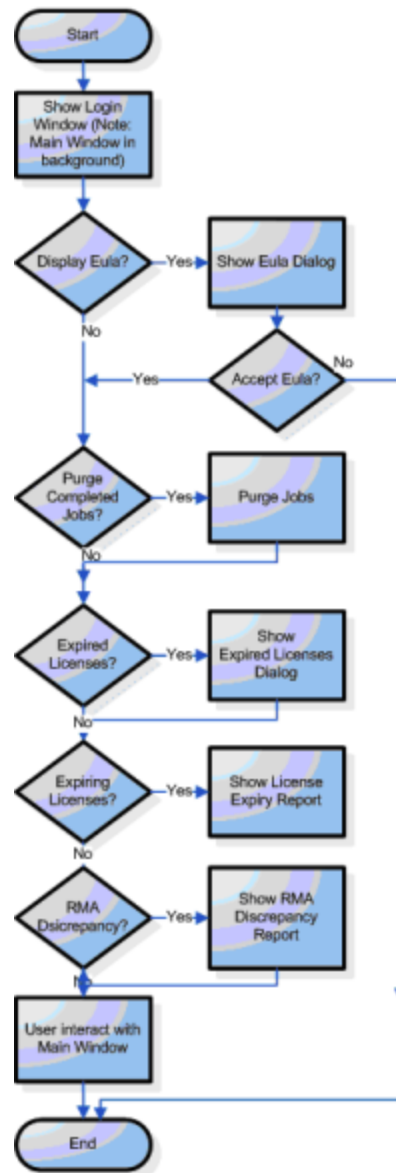 Start
Show Login
Window (Note:
Main Window in
background)
Display Eula?
Yes
Show Eula Dialog
No
Yes
Accept Eula?
No
Purge
Completed
Jobs?
Yes
Purge Jobs
No
Expired
Licenses?
Yes
Show
Expired Licenses
Dialog
No
Expiring
Licenses?
Yes
Show License
Expiry Report
No
RMA
Dsicrepancy?
Yes
Show RMA
Discrepancy
Report
No
User interact with
Main Window
End